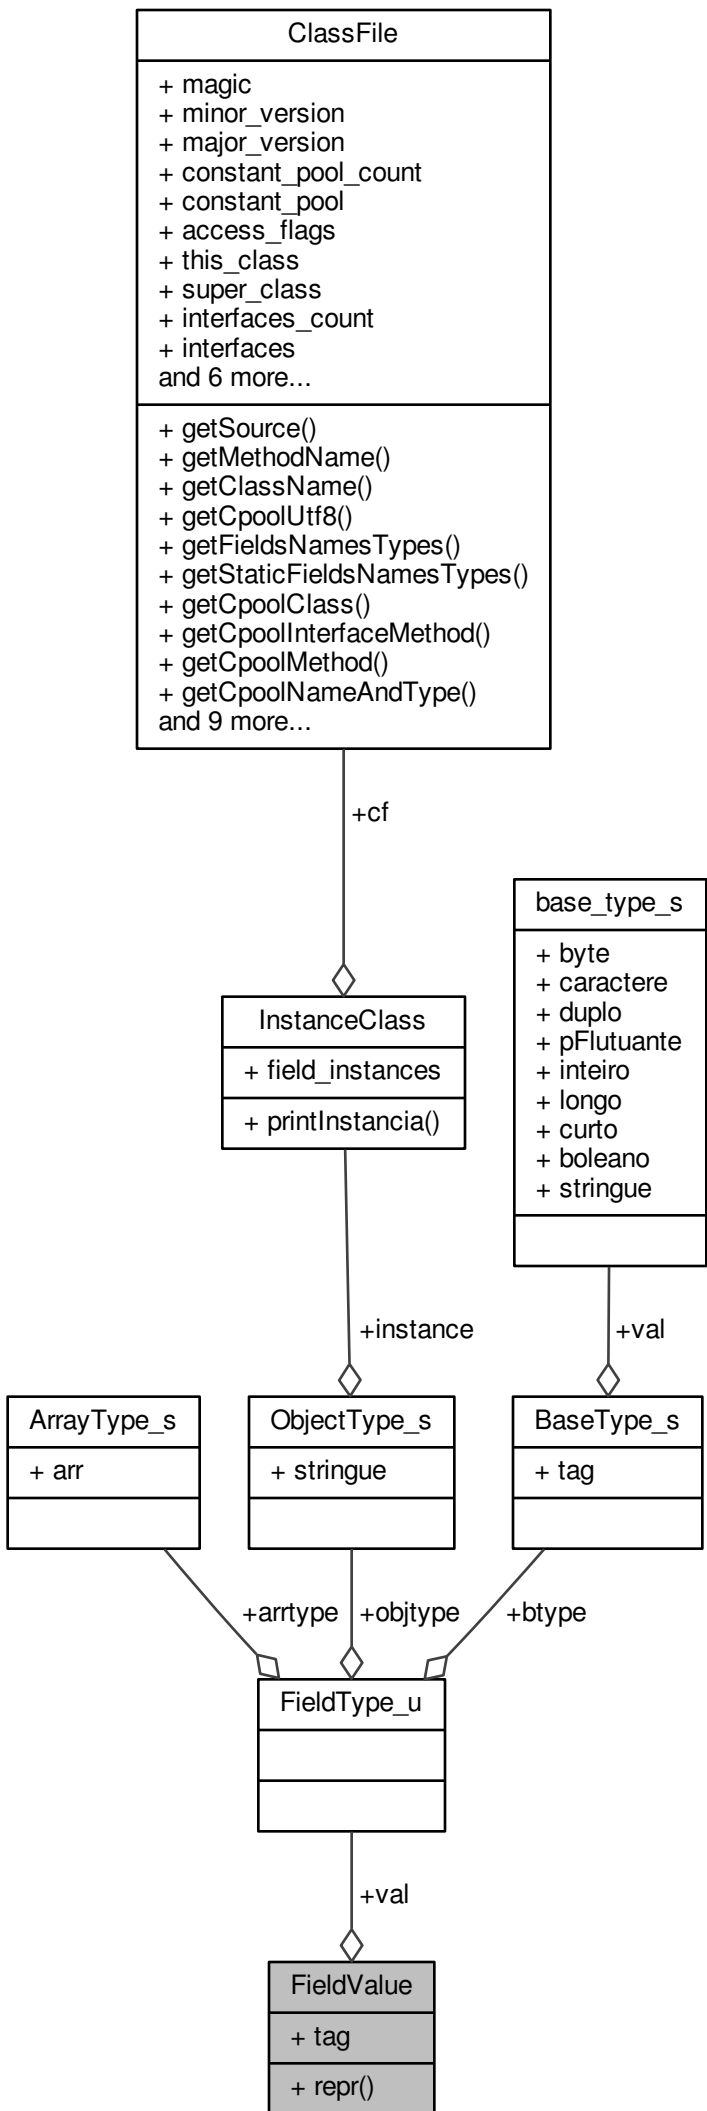 ClassFile
+ magic
+ minor_version
+ major_version
+ constant_pool_count
+ constant_pool
+ access_flags
+ this_class
+ super_class
+ interfaces_count
+ interfaces
and 6 more...
+ getSource()
+ getMethodName()
+ getClassName()
+ getCpoolUtf8()
+ getFieldsNamesTypes()
+ getStaticFieldsNamesTypes()
+ getCpoolClass()
+ getCpoolInterfaceMethod()
+ getCpoolMethod()
+ getCpoolNameAndType()
and 9 more...
+cf
base_type_s
+ byte
+ caractere
+ duplo
+ pFlutuante
+ inteiro
+ longo
+ curto
+ boleano
+ stringue
InstanceClass
+ field_instances
+ printInstancia()
+instance
+val
ArrayType_s
+ arr
ObjectType_s
+ stringue
BaseType_s
+ tag
+arrtype
+objtype
+btype
FieldType_u
+val
FieldValue
+ tag
+ repr()